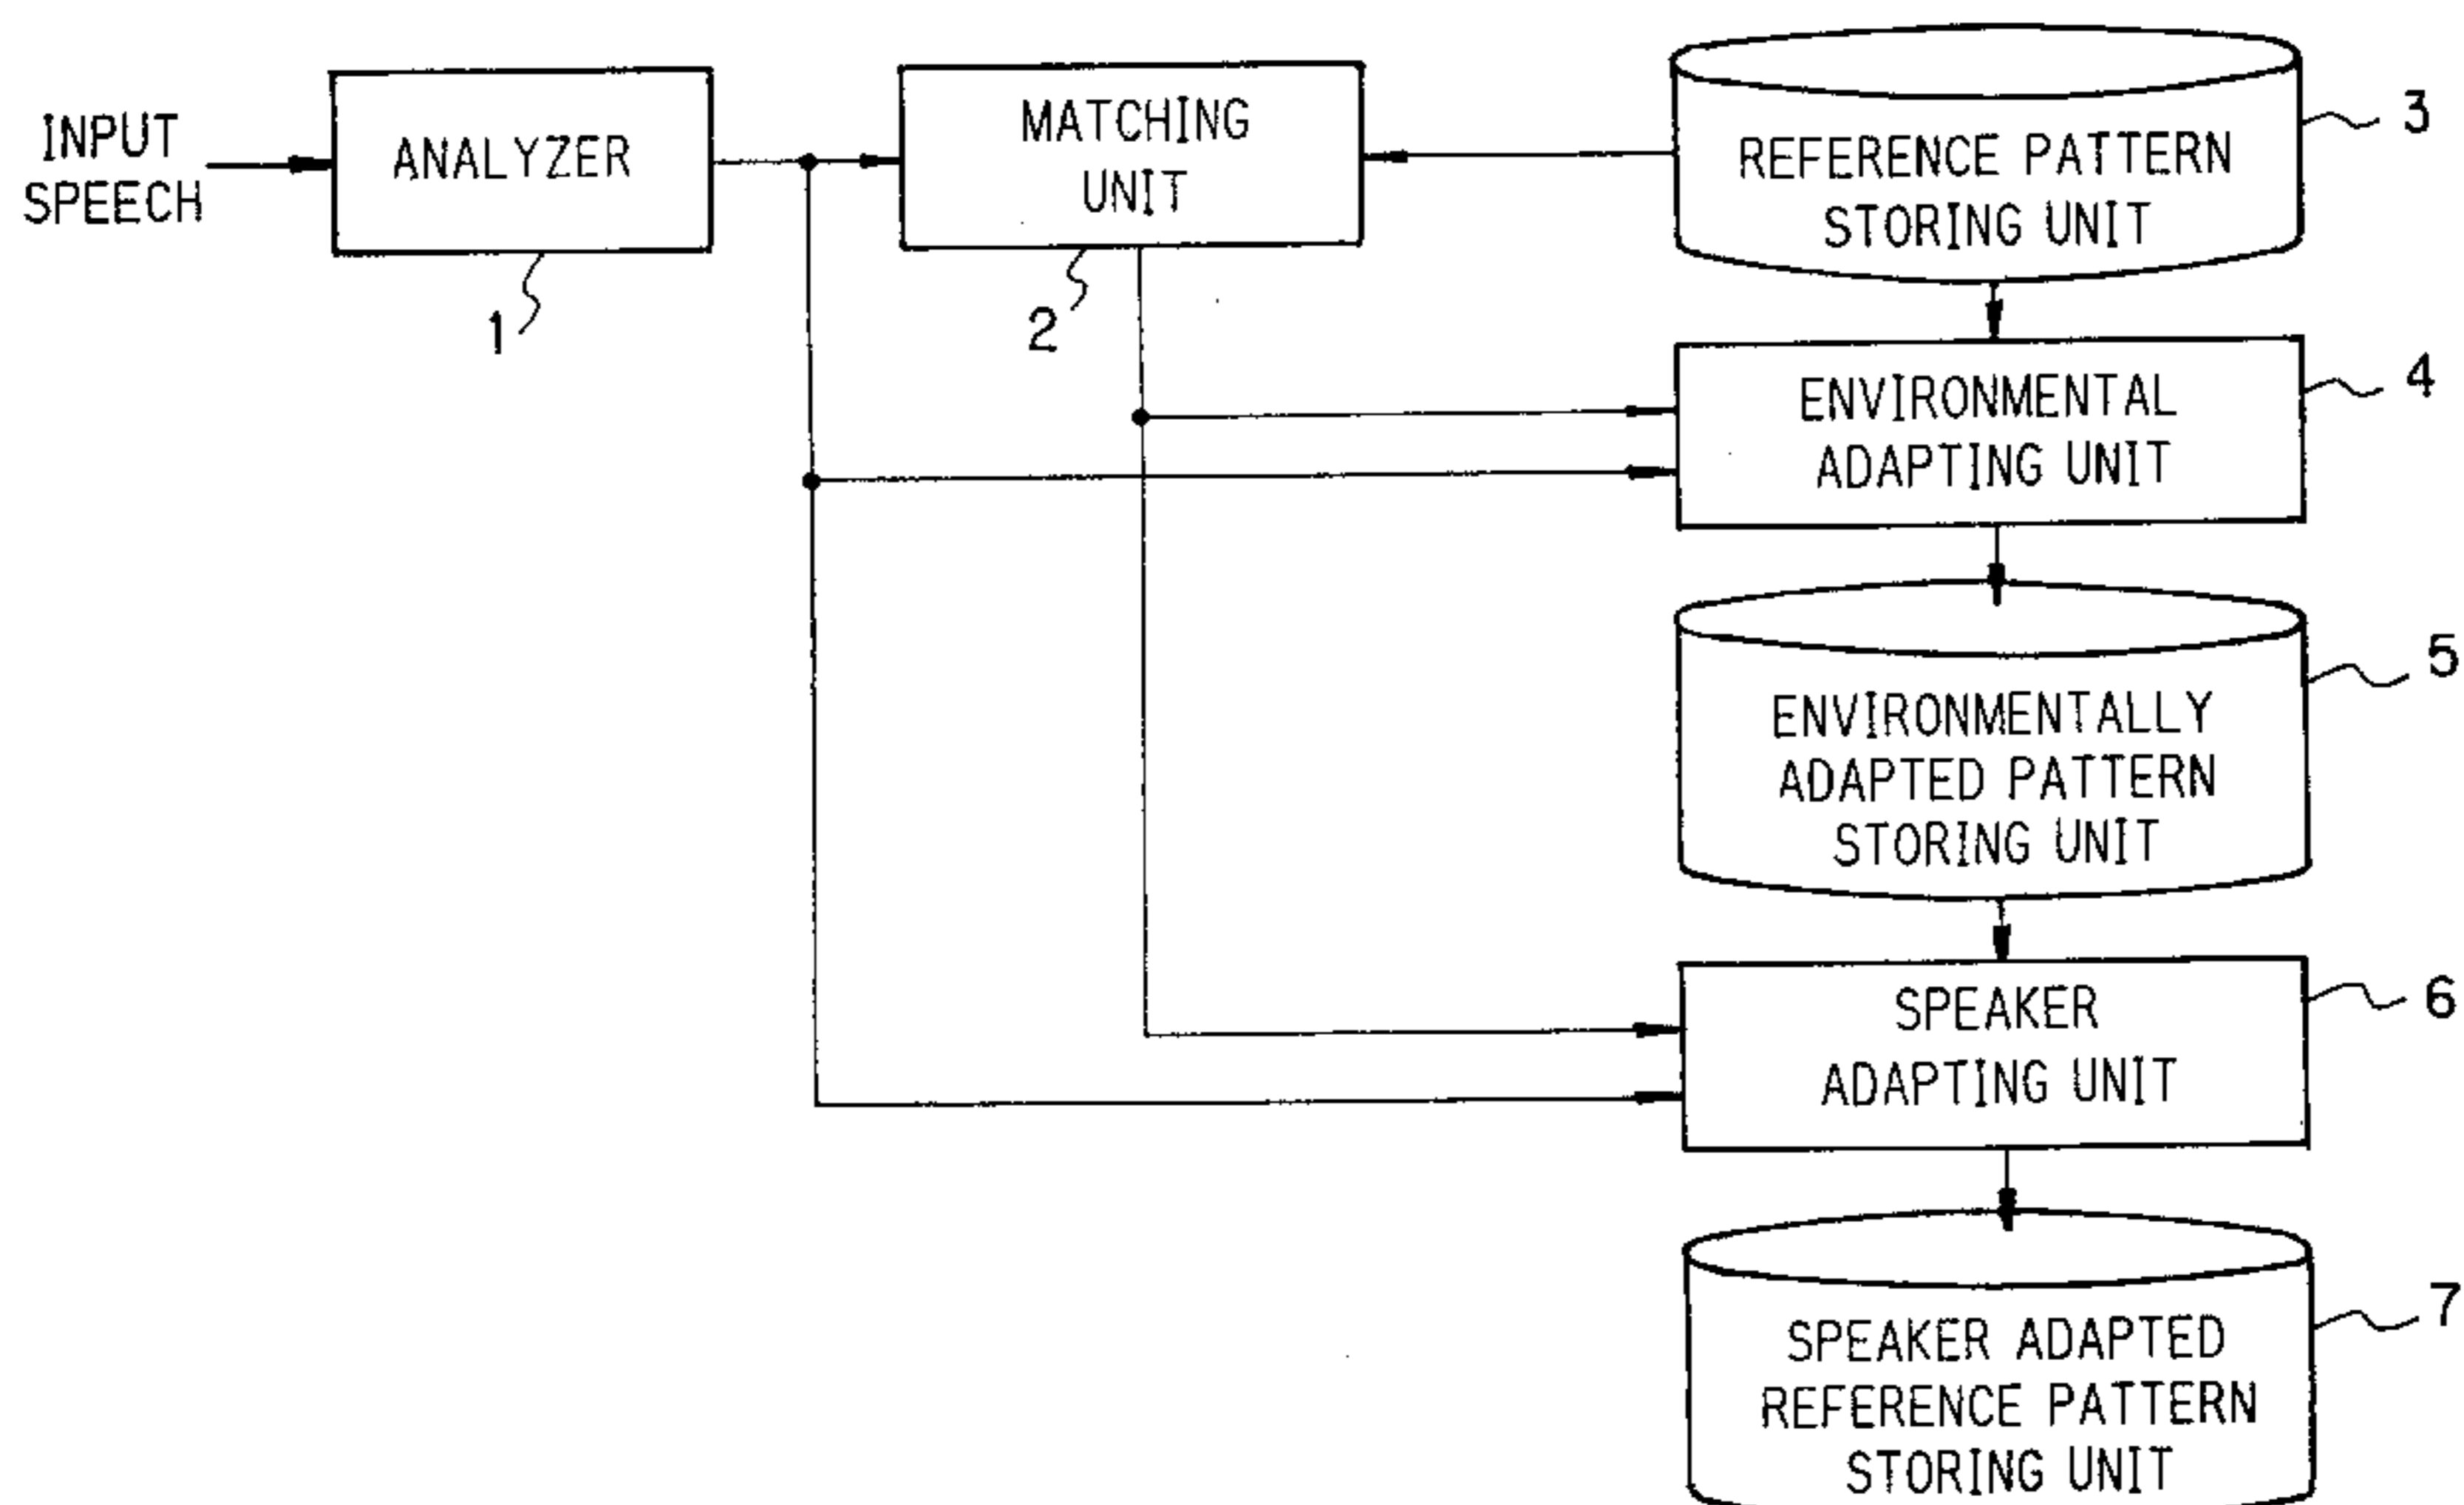 INPUT
SPEECH
ANALYZER
1
MATCHING
UNIT
2
REFERENCE PATTERN
STORING UNIT
3
ENVIRONMENTAL
ADAPTING UNIT
4
ENVIRONMENTALLY
ADAPTED PATTERN
STORING UNIT
5
SPEAKER
ADAPTING UNIT
6
SPEAKER ADAPTED
REFERENCE PATTERN
STORING UNIT
7